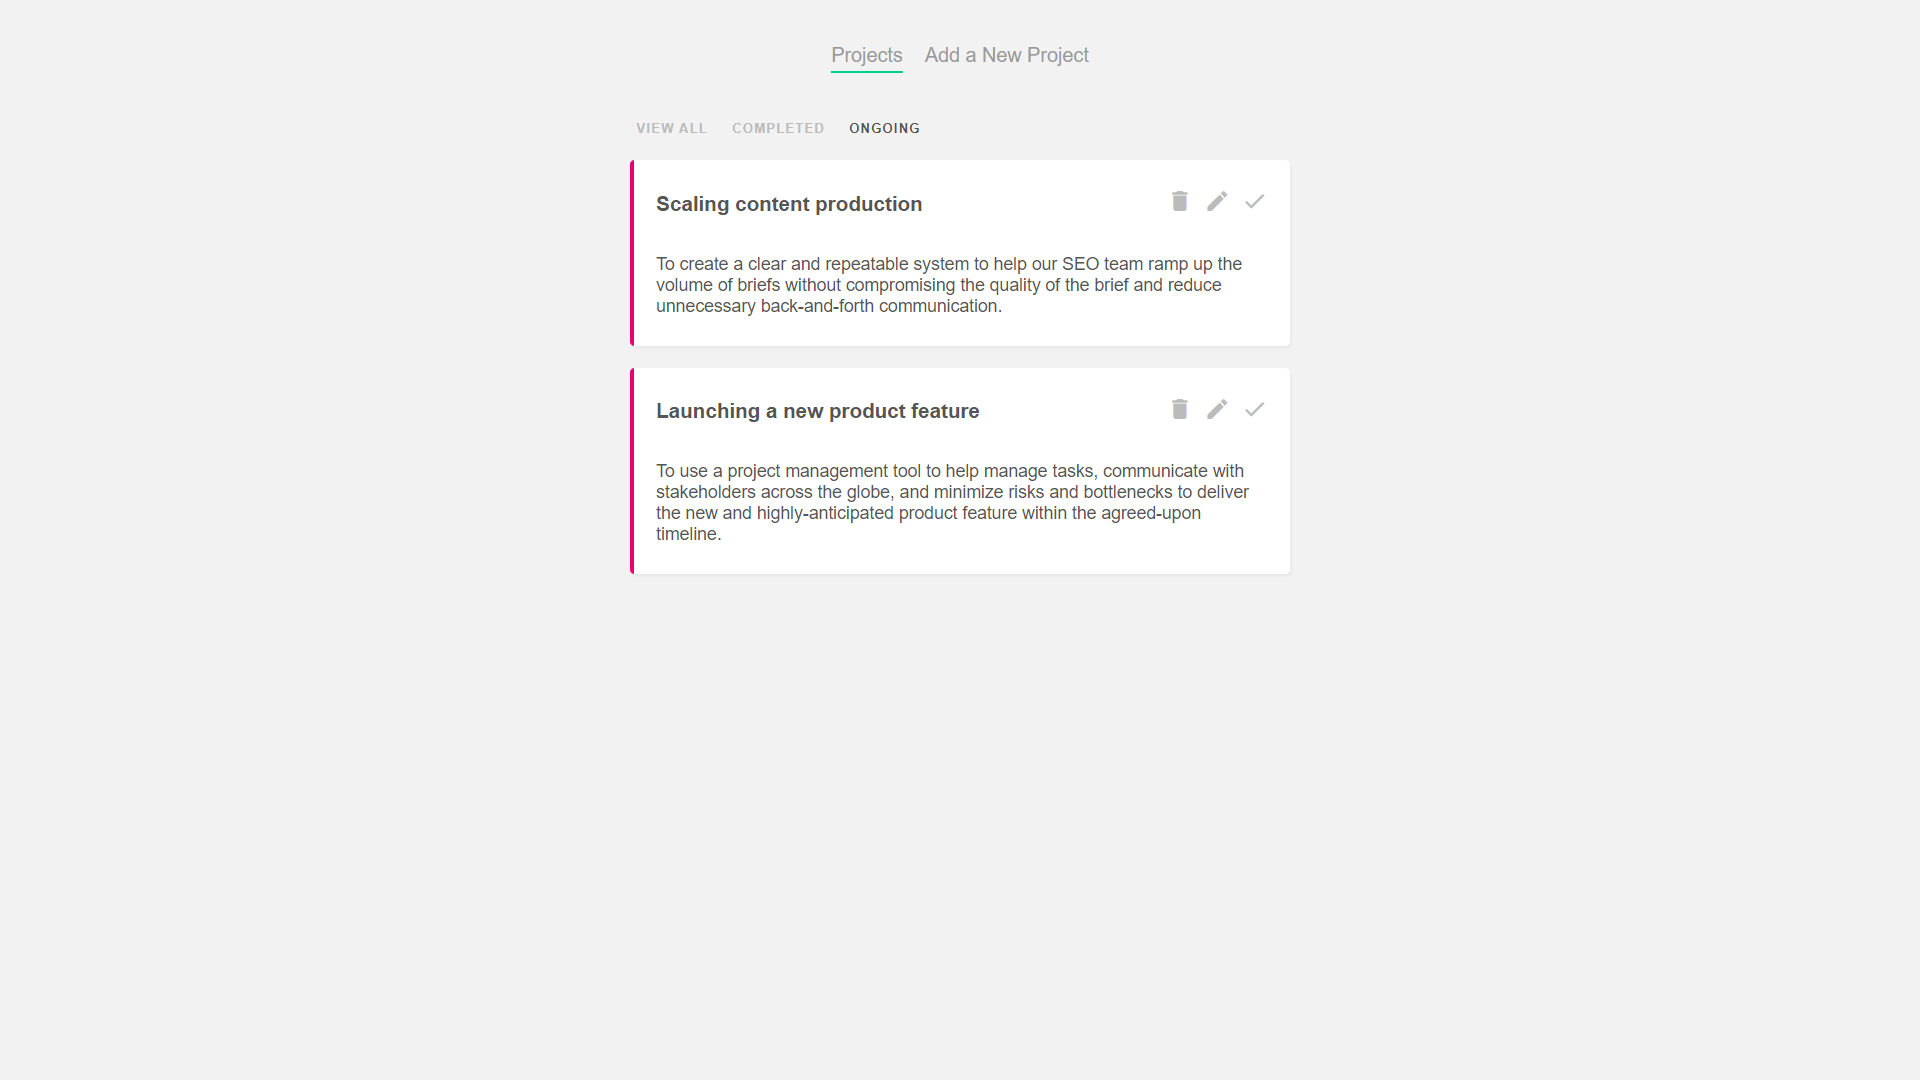 Projects Add a New Project
VIEW ALL COMPLETED ONGOING
Scaling content production
To create a clear and repeatable system to help our SEO team ramp up the
volume of briefs without compromising the quality of the brief and reduce
unnecessary back-and-forth communication.
Launching a new product feature
To use a project management tool to help manage tasks, communicate with
stakeholders across the globe, and minimize risks and bottlenecks to deliver
the new and highly-anticipated product feature within the agreed-upon
timeline.